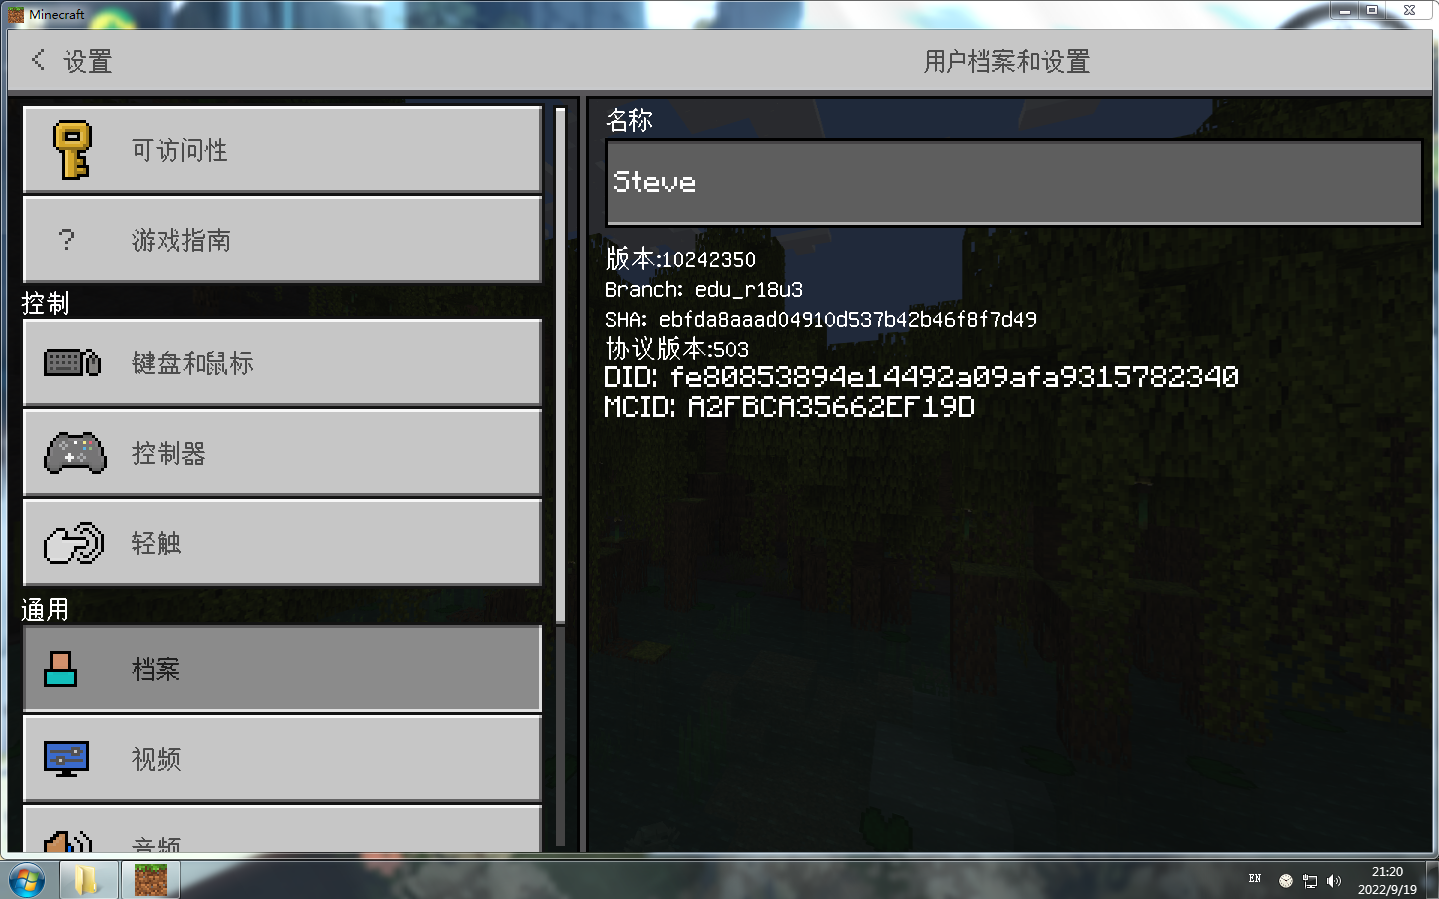 Minecraft
设置
用户档案和设置
可访问性
?
游戏指南
控制
键盘和鼠标
控制器
轻触
通用
档案
视频
音频
名称
Steve
版本:10242350
Branch: edu_r18u3
SHA: ebfda8aaad04910d537b42b46f8f7d49
协议版本:503
DID: fe80853894e14492a09afa9315782340
MCID: A2FBCA35662EF19D
EN
21:20
2022/9/19